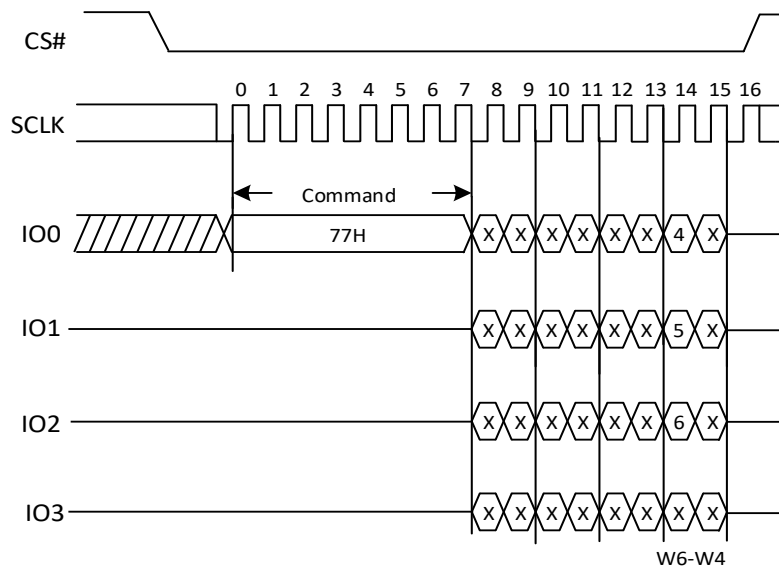 CS#
0 1 2 3 4 5 6 7 8 9 10 11 12 13 14 15 16
SCLK
Command
IO0 77H X X X X X X 4 X
IO1 X X X X X X 5 X
IO2 X X X X X X 6 X
IO3 X X X X X X X X
W6-W4